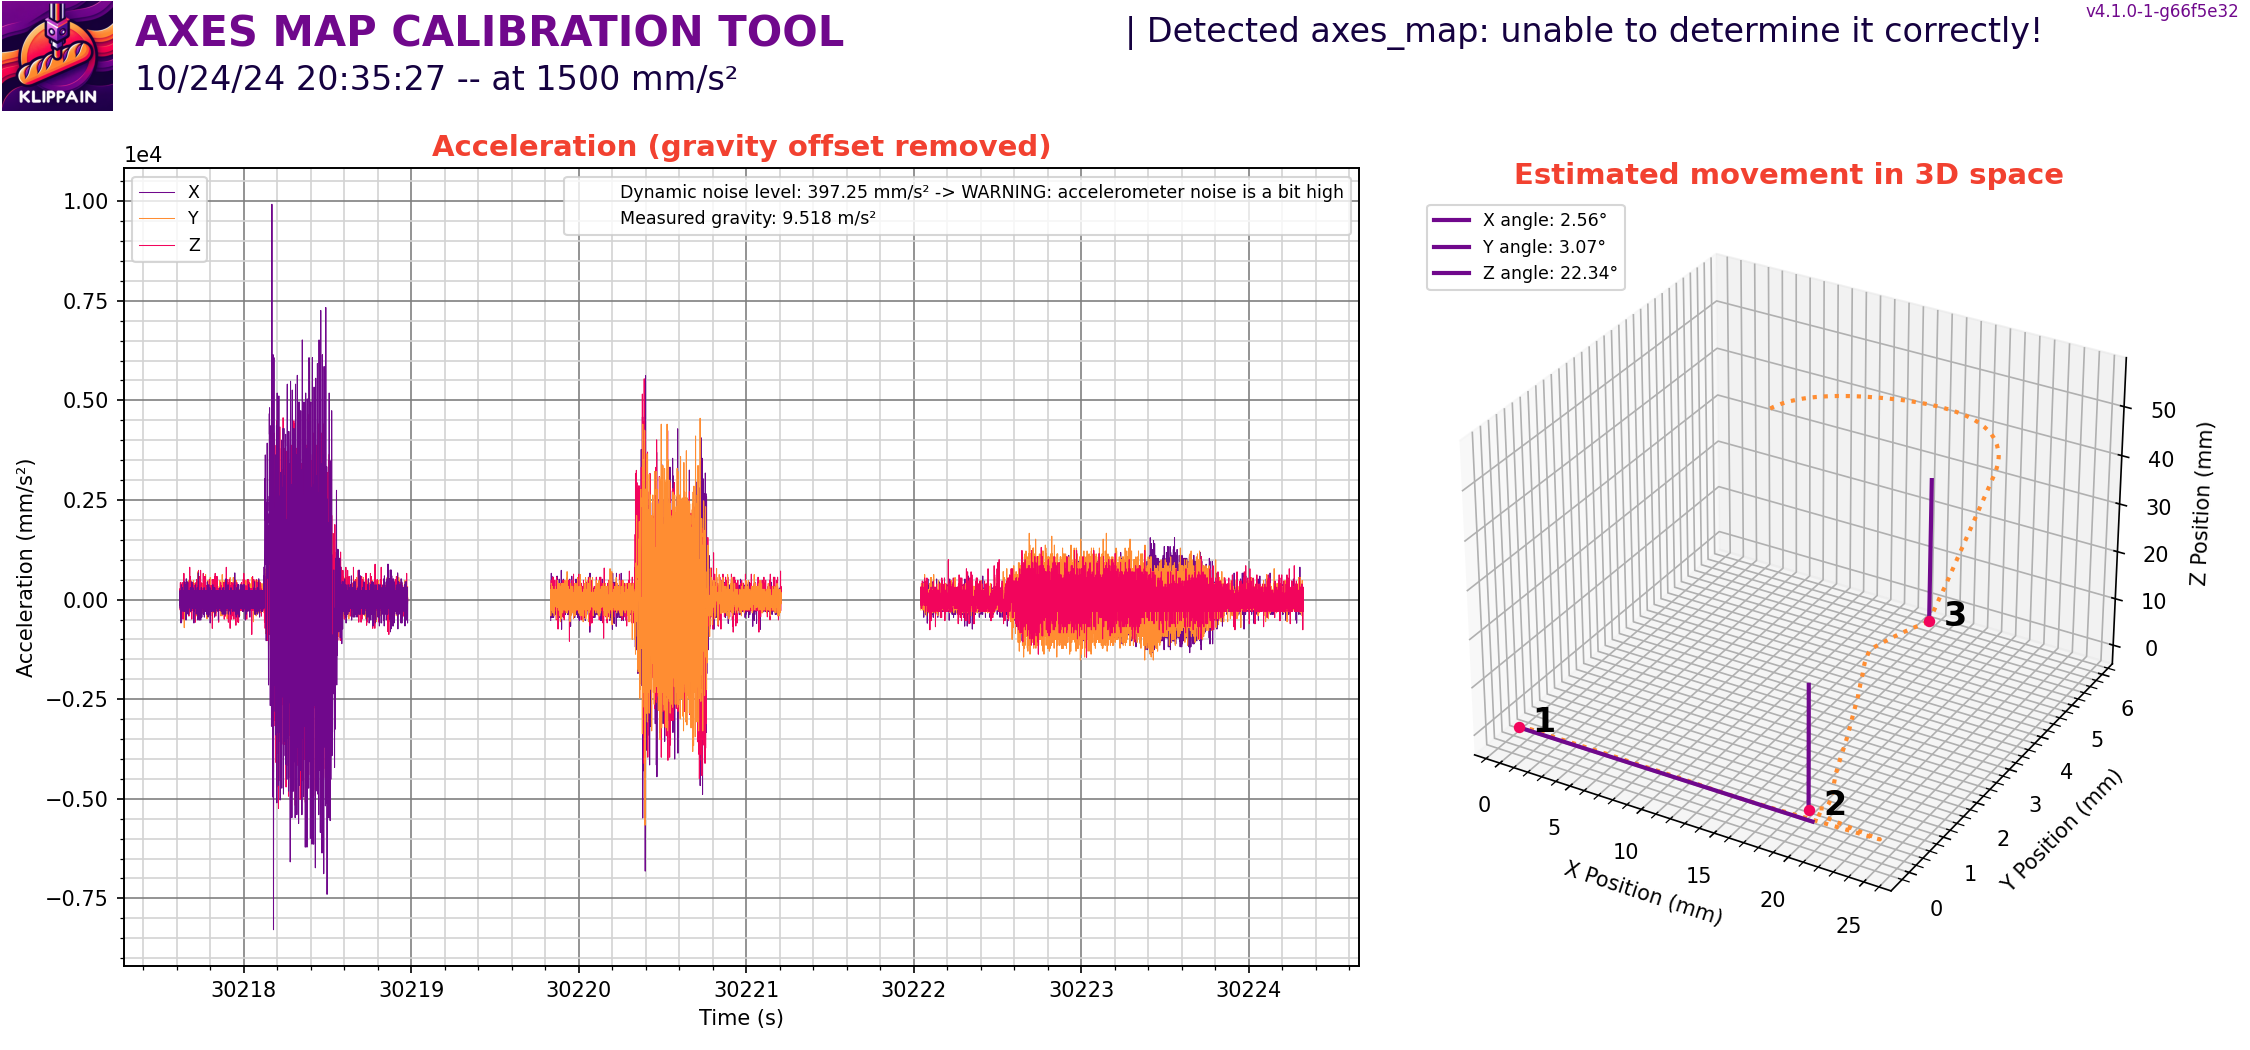 KLIPPAIN
AXES MAP CALIBRATION TOOL
10/24/24 20:35:27 -- at 1500 mm/s²
| Detected axes_map: unable to determine it correctly!
v4.1.0-1-g66f5e32
Acceleration (gravity offset removed)
1e4
X
Y
Z
Dynamic noise level: 397.25 mm/s² -> WARNING: accelerometer noise is a bit high
Measured gravity: 9.518 m/s²
1.00
0.75
0.50
0.25
0.00
−0.25
−0.50
−0.75
Acceleration (mm/s²)
30218
30219
30220
30221
30222
30223
30224
Time (s)
Estimated movement in 3D space
X angle: 2.56°
Y angle: 3.07°
Z angle: 22.34°
1
2
3
0
5
10
15
20
25
X Position (mm)
0
1
2
3
4
5
6
Y Position (mm)
0
10
20
30
40
50
Z Position (mm)